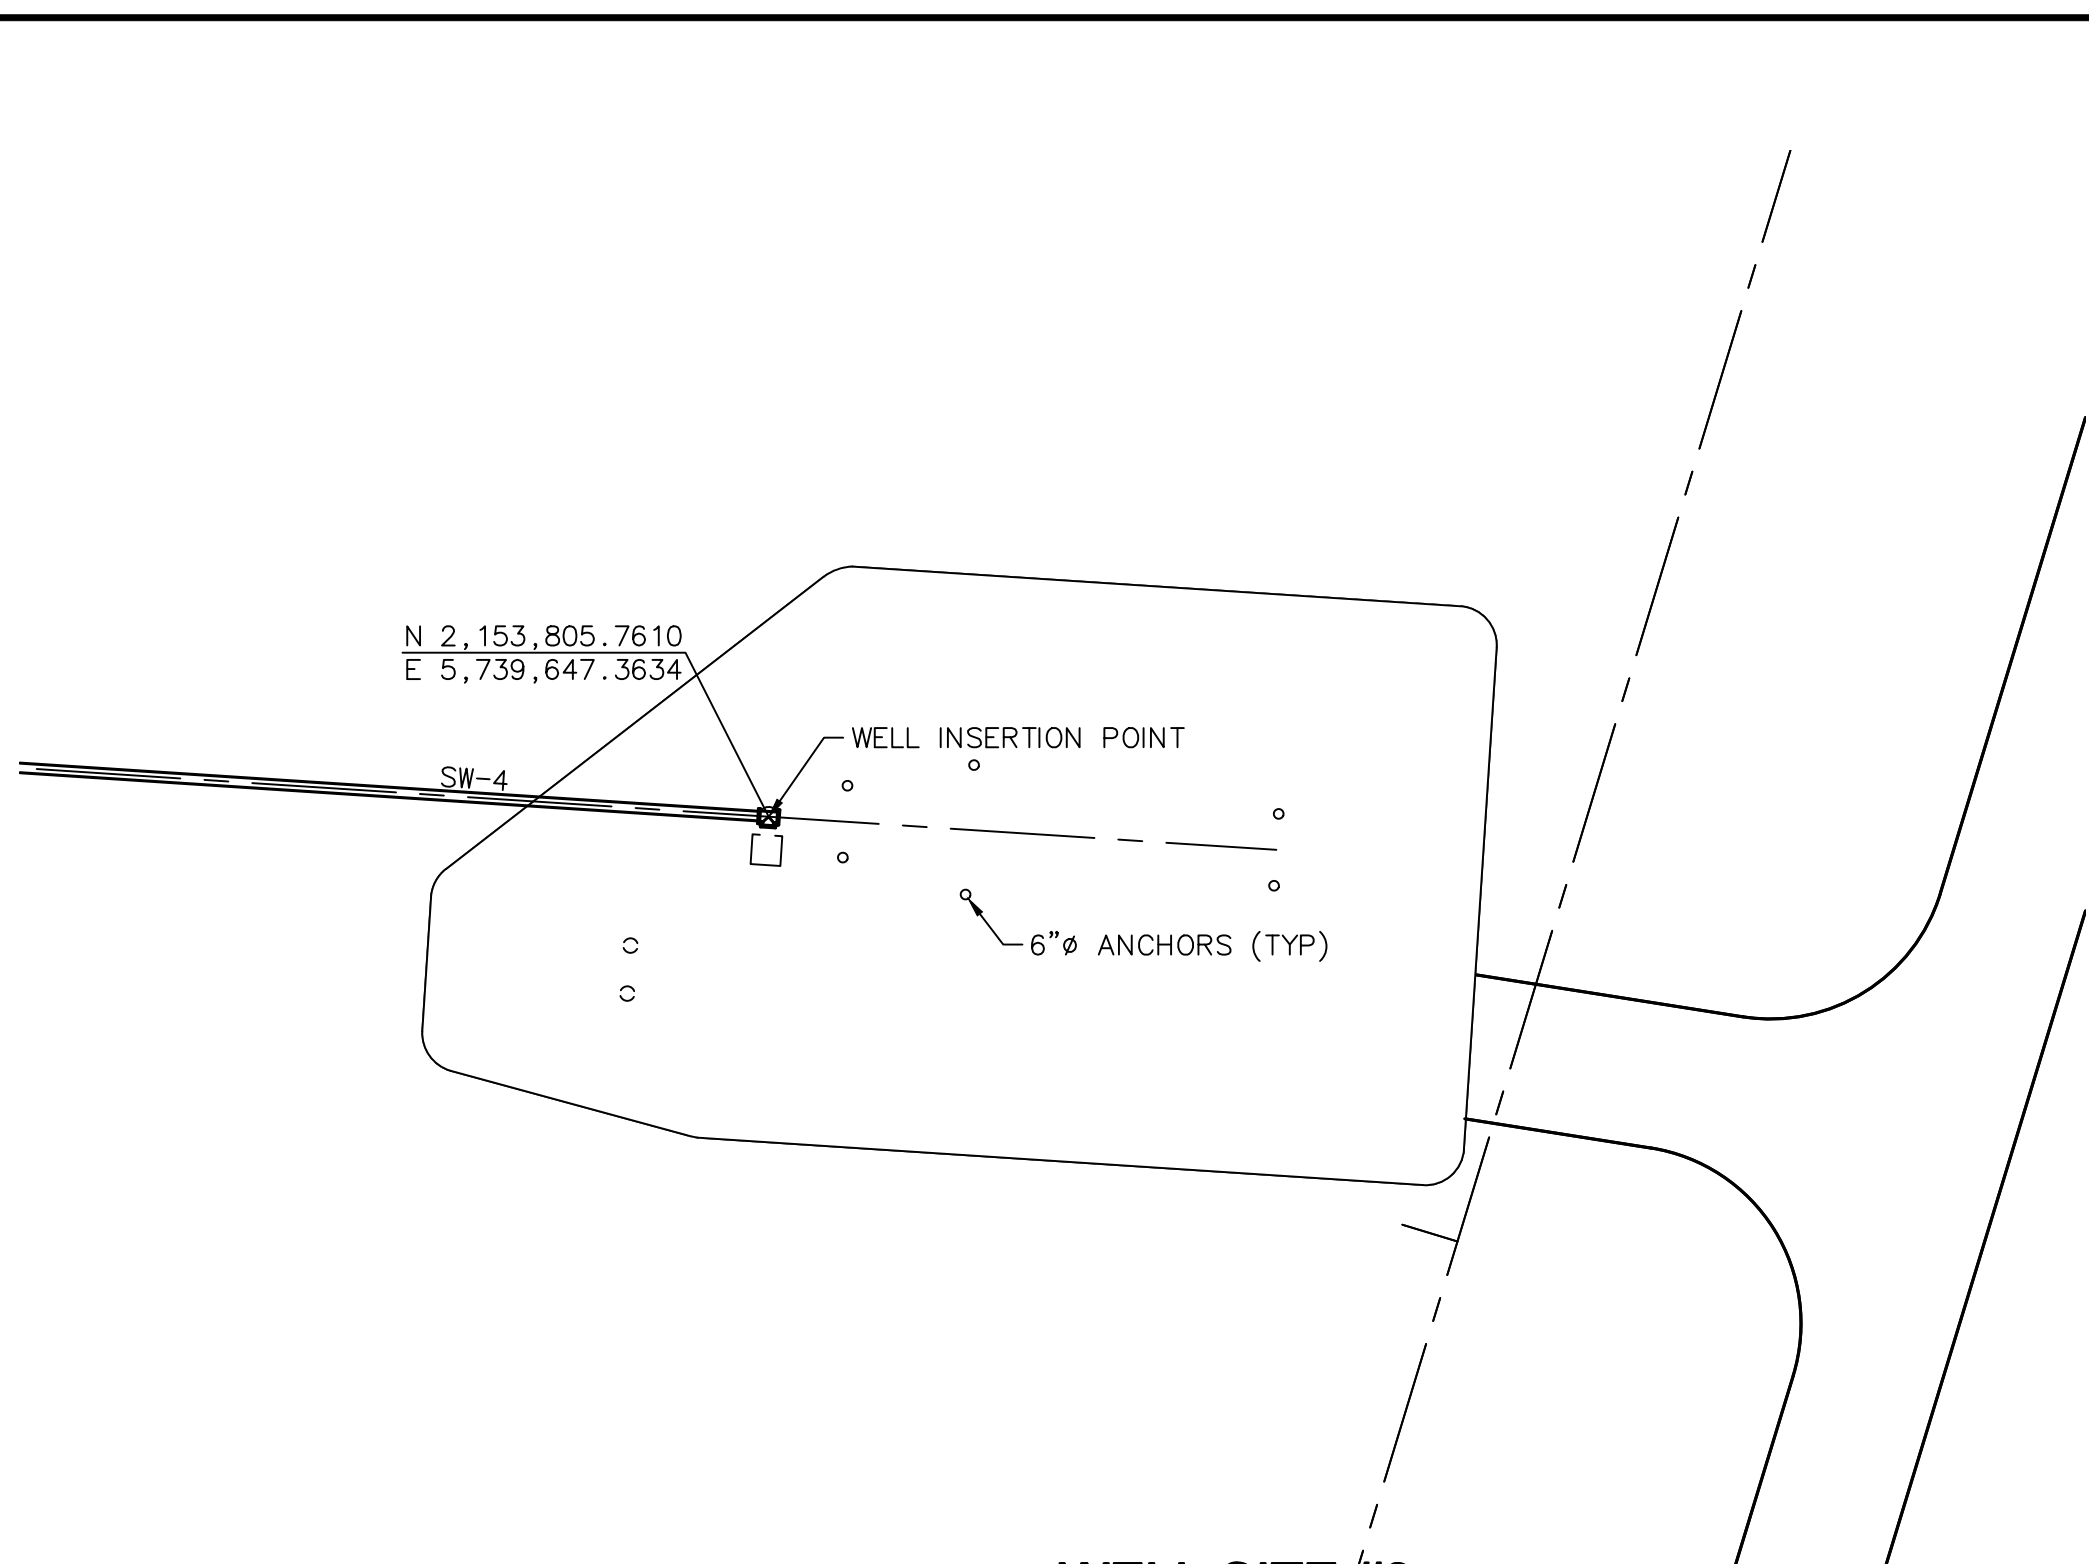 N 2,153,805.7610
E 5,739,647.3634
WELL INSERTION POINT
SW-4
6"ø ANCHORS (TYP)